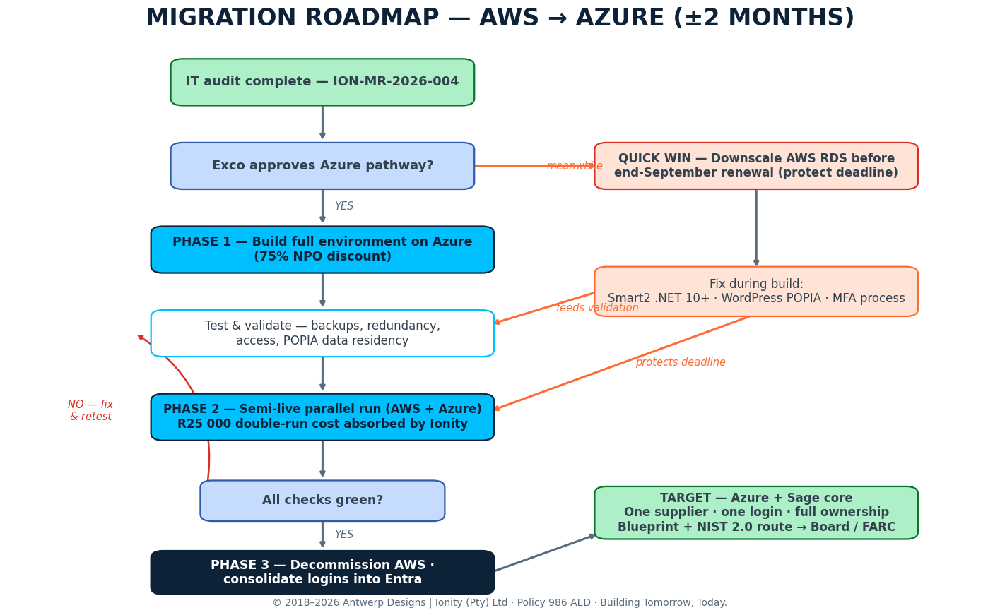 MIGRATION ROADMAP — AWS → AZURE (±2 MONTHS)
IT audit complete — ION-MR-2026-004
Exco approves Azure pathway?
meanwhile
QUICK WIN — Downscale AWS RDS before
end-September renewal (protect deadline)
YES
PHASE 1 — Build full environment on Azure
(75% NPO discount)
Fix during build:
Smart2 .NET 10+ · WordPress POPIA · MFA process
feeds validation
Test & validate — backups, redundancy,
access, POPIA data residency
protects deadline
NO — fix
& retest
PHASE 2 — Semi-live parallel run (AWS + Azure)
R25 000 double-run cost absorbed by Ionity
All checks green?
TARGET — Azure + Sage core
One supplier · one login · full ownership
Blueprint + NIST 2.0 route → Board / FARC
YES
PHASE 3 — Decommission AWS ·
consolidate logins into Entra
© 2018–2026 Antwerp Designs | Ionity (Pty) Ltd · Policy 986 AED · Building Tomorrow, Today.